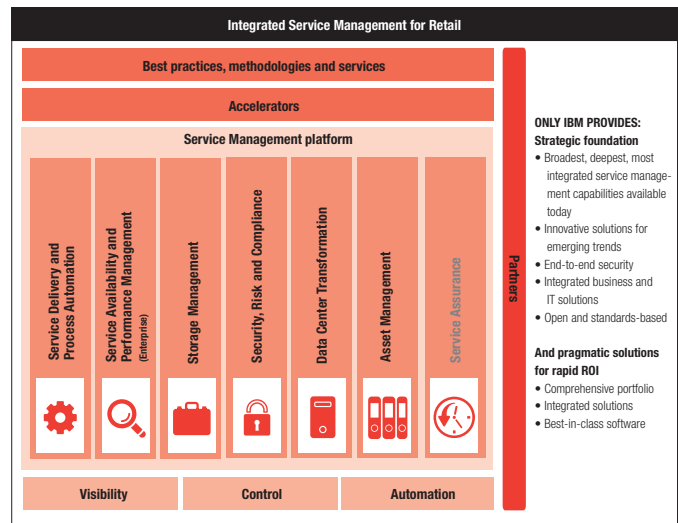 Integrated Service Management for Retail
Best practices, methodologies and services
Accelerators
Service Management platform
Service Delivery and
Process Automation
Service Availability and
Performance Management
(Enterprise)
Storage Management
Security, Risk and Compliance
Data Center Transformation
Asset Management
Service Assurance
Visibility
Control
Automation
Partners
ONLY IBM PROVIDES:
Strategic foundation
• Broadest, deepest, most
integrated service manage-
ment capabilities available
today
• Innovative solutions for
emerging trends
• End-to-end security
• Integrated business and
IT solutions
• Open and standards-based
And pragmatic solutions
for rapid ROI
• Comprehensive portfolio
• Integrated solutions
• Best-in-class software